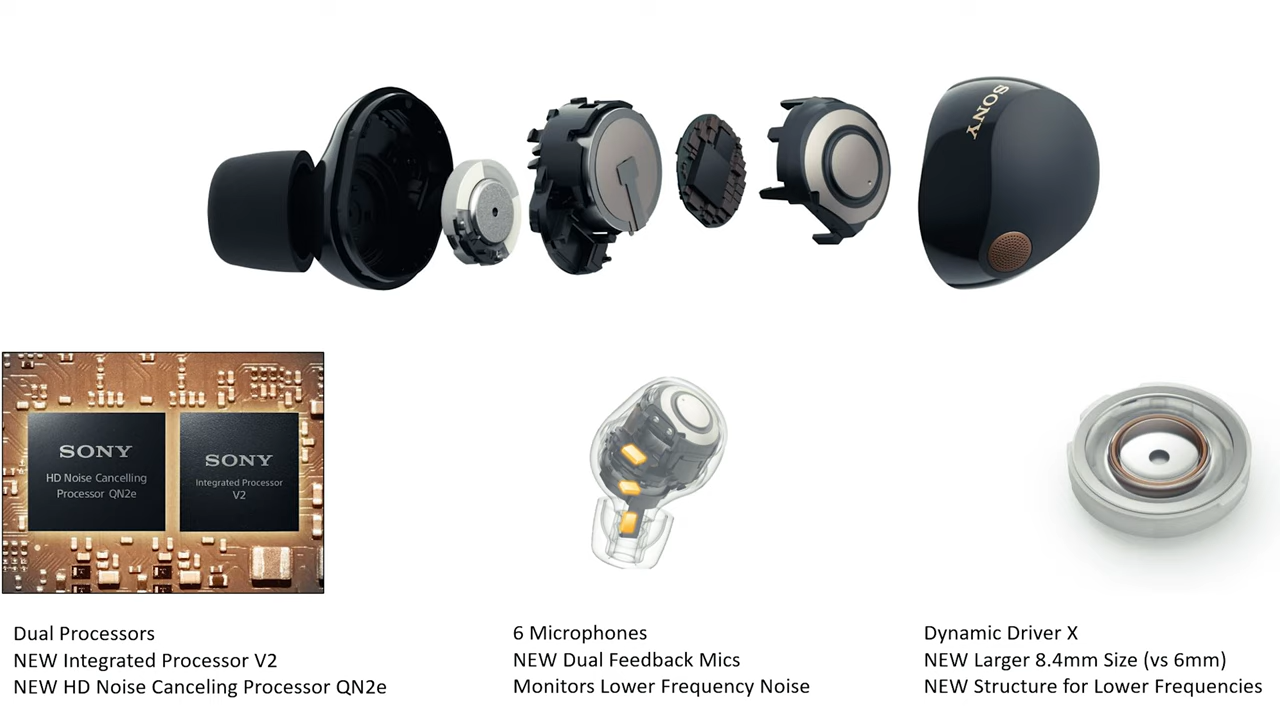 SONY
SONY
HD Noise Cancelling
Processor QN2e
SONY
Integrated Processor
V2
Dual Processors
NEW Integrated Processor V2
NEW HD Noise Canceling Processor QN2e
6 Microphones
NEW Dual Feedback Mics
Monitors Lower Frequency Noise
Dynamic Driver X
NEW Larger 8.4mm Size (vs 6mm)
NEW Structure for Lower Frequencies